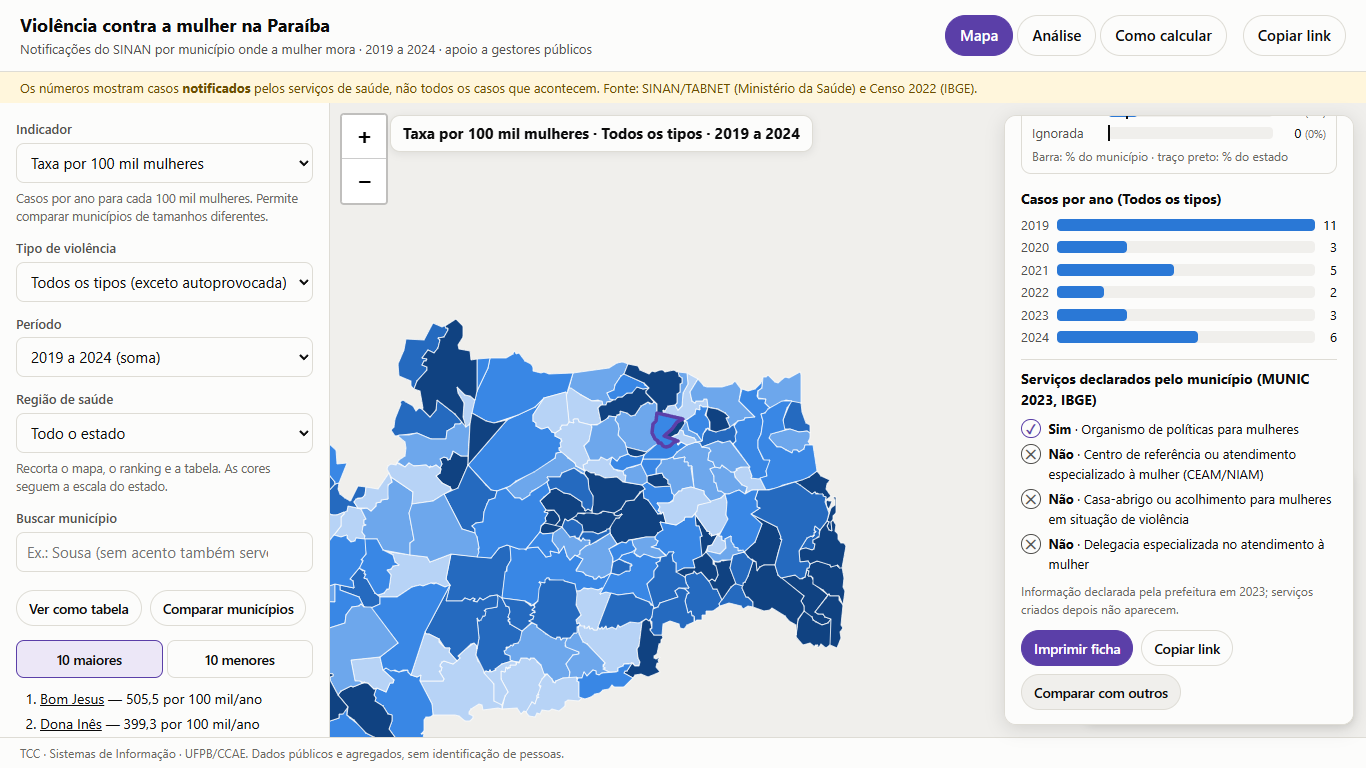 Violência contra a mulher na Paraíba
Notificações do SINAN por município onde a mulher mora · 2019 a 2024 · apoio a gestores públicos
Mapa
Análise
Como calcular
Copiar link
Os números mostram casos notificados pelos serviços de saúde, não todos os casos que acontecem. Fonte: SINAN/TABNET (Ministério da Saúde) e Censo 2022 (IBGE).
Indicador
Taxa por 100 mil mulheres
Casos por ano para cada 100 mil mulheres. Permite
comparar municípios de tamanhos diferentes.
Tipo de violência
Todos os tipos (exceto autoprovocada)
Período
2019 a 2024 (soma)
Região de saúde
Todo o estado
Recorta o mapa, o ranking e a tabela. As cores
seguem a escala do estado.
Buscar município
Ex.: Sousa (sem acento também serve
Ver como tabela
Comparar municípios
10 maiores
10 menores
1. Bom Jesus — 505,5 por 100 mil/ano
2. Dona Inês — 399,3 por 100 mil/ano
+
−
Taxa por 100 mil mulheres · Todos os tipos · 2019 a 2024
Ignorada 0 (0%)
Barra: % do município · traço preto: % do estado
Casos por ano (Todos os tipos)
2019 11
2020 3
2021 5
2022 2
2023 3
2024 6
Serviços declarados pelo município (MUNIC
2023, IBGE)
Sim · Organismo de políticas para mulheres
Não · Centro de referência ou atendimento
especializado à mulher (CEAM/NIAM)
Não · Casa-abrigo ou acolhimento para mulheres
em situação de violência
Não · Delegacia especializada no atendimento à
mulher
Informação declarada pela prefeitura em 2023; serviços
criados depois não aparecem.
Imprimir ficha
Copiar link
Comparar com outros
TCC · Sistemas de Informação · UFPB/CCAE. Dados públicos e agregados, sem identificação de pessoas.